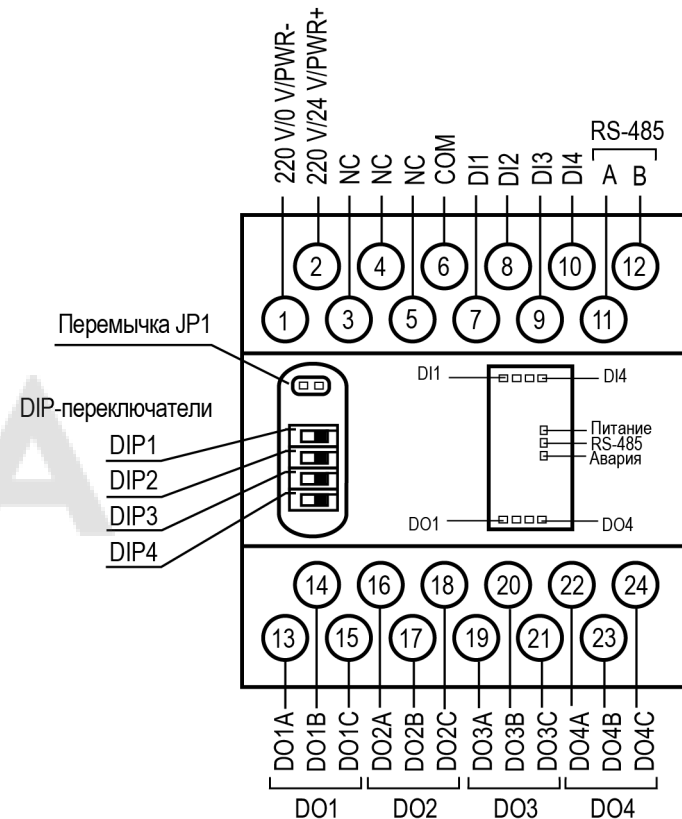 220 V/0 V/PWR-
220 V/24 V/PWR+
NC
NC
NC
COM
DI1
DI2
DI3
DI4
RS-485
A
B
2
4
6
8
10
12
1
3
5
7
9
11
Перемычка JP1
DI1
DI4
DIP-переключатели
DIP1
DIP2
DIP3
DIP4
Питание
RS-485
Авария
DO1
DO4
14
16
18
20
22
24
13
15
17
19
21
23
DO1A
DO1B
DO1C
DO2A
DO2B
DO2C
DO3A
DO3B
DO3C
DO4A
DO4B
DO4C
DO1
DO2
DO3
DO4